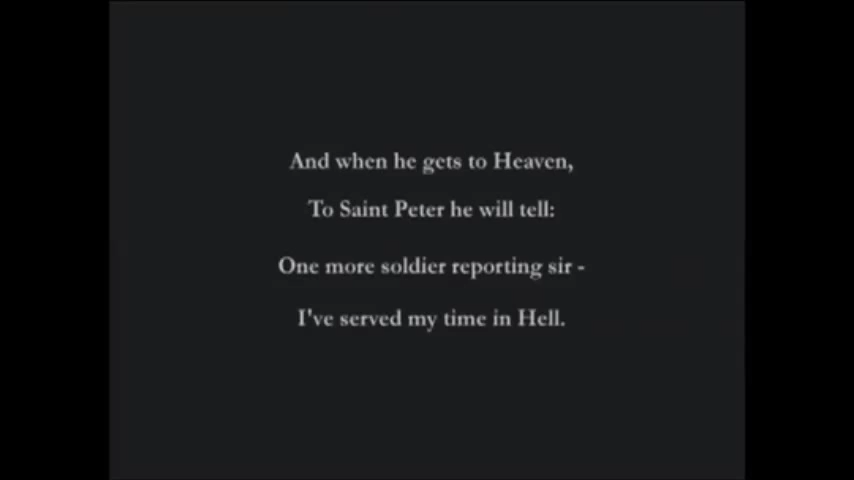 And when he gets to Heaven,
To Saint Peter he will tell:
One more soldier reporting sir -
I've served my time in Hell.